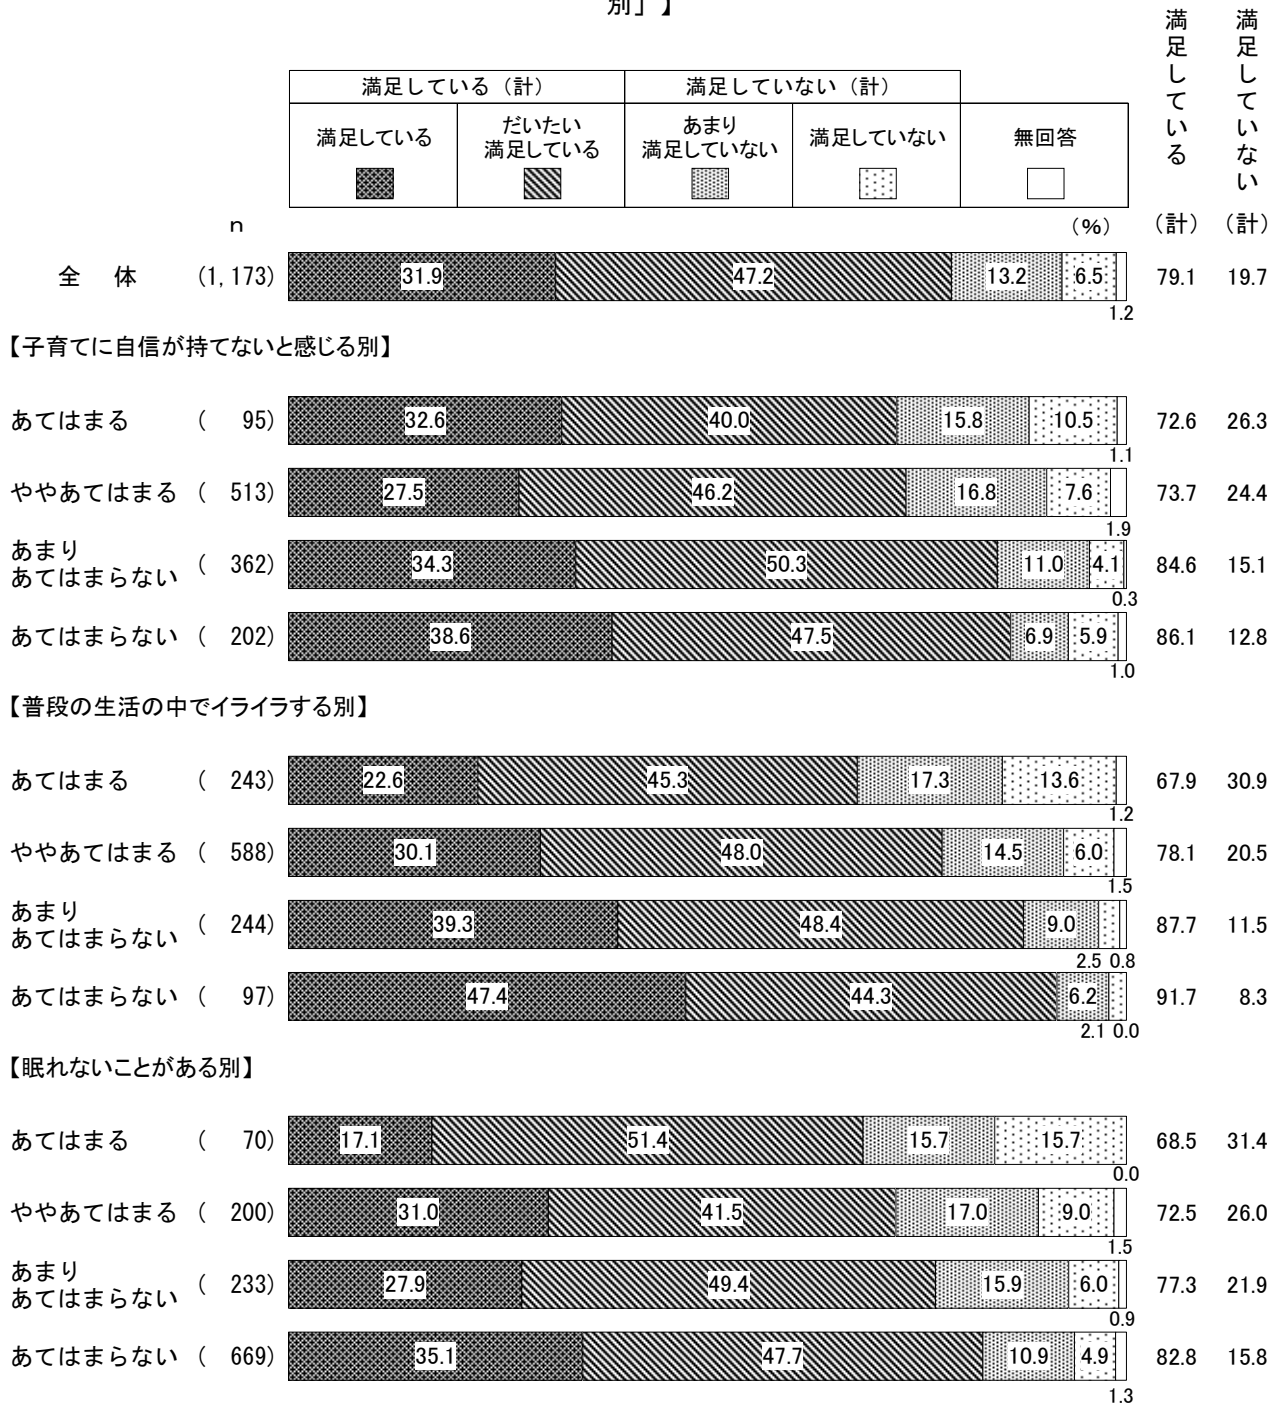 別」】
満足している
満足していない
満足している（計） 満足していない（計）
満足している だいたい満足している あまり満足していない 満足していない 無回答
n (%) （計） （計）
全 体 (1,173) 31.9 47.2 13.2 6.5 1.2 79.1 19.7
【子育てに自信が持てないと感じる別】
あてはまる ( 95) 32.6 40.0 15.8 10.5 1.1 72.6 26.3
ややあてはまる ( 513) 27.5 46.2 16.8 7.6 1.9 73.7 24.4
あまりあてはまらない ( 362) 34.3 50.3 11.0 4.1 0.3 84.6 15.1
あてはまらない ( 202) 38.6 47.5 6.9 5.9 1.0 86.1 12.8
【普段の生活の中でイライラする別】
あてはまる ( 243) 22.6 45.3 17.3 13.6 1.2 67.9 30.9
ややあてはまる ( 588) 30.1 48.0 14.5 6.0 1.5 78.1 20.5
あまりあてはまらない ( 244) 39.3 48.4 9.0 2.5 0.8 87.7 11.5
あてはまらない ( 97) 47.4 44.3 6.2 2.1 0.0 91.7 8.3
【眠れないことがある別】
あてはまる ( 70) 17.1 51.4 15.7 15.7 0.0 68.5 31.4
ややあてはまる ( 200) 31.0 41.5 17.0 9.0 1.5 72.5 26.0
あまりあてはまらない ( 233) 27.9 49.4 15.9 6.0 0.9 77.3 21.9
あてはまらない ( 669) 35.1 47.7 10.9 4.9 1.3 82.8 15.8